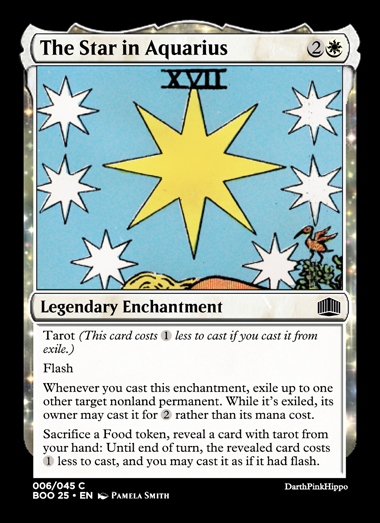 The Star in Aquarius 2
XVII
Legendary Enchantment
Tarot (This card costs 1 less to cast if you cast it from
exile.)
Flash
Whenever you cast this enchantment, exile up to one
other target nonland permanent. While it's exiled, its
owner may cast it for 2 rather than its mana cost.
Sacrifice a Food token, reveal a card with tarot from
your hand: Until end of turn, the revealed card costs
1 less to cast, and you may cast it as if it had flash.
006/045 C
BOO 25 • EN Pamela Smith
DarthPinkHippo